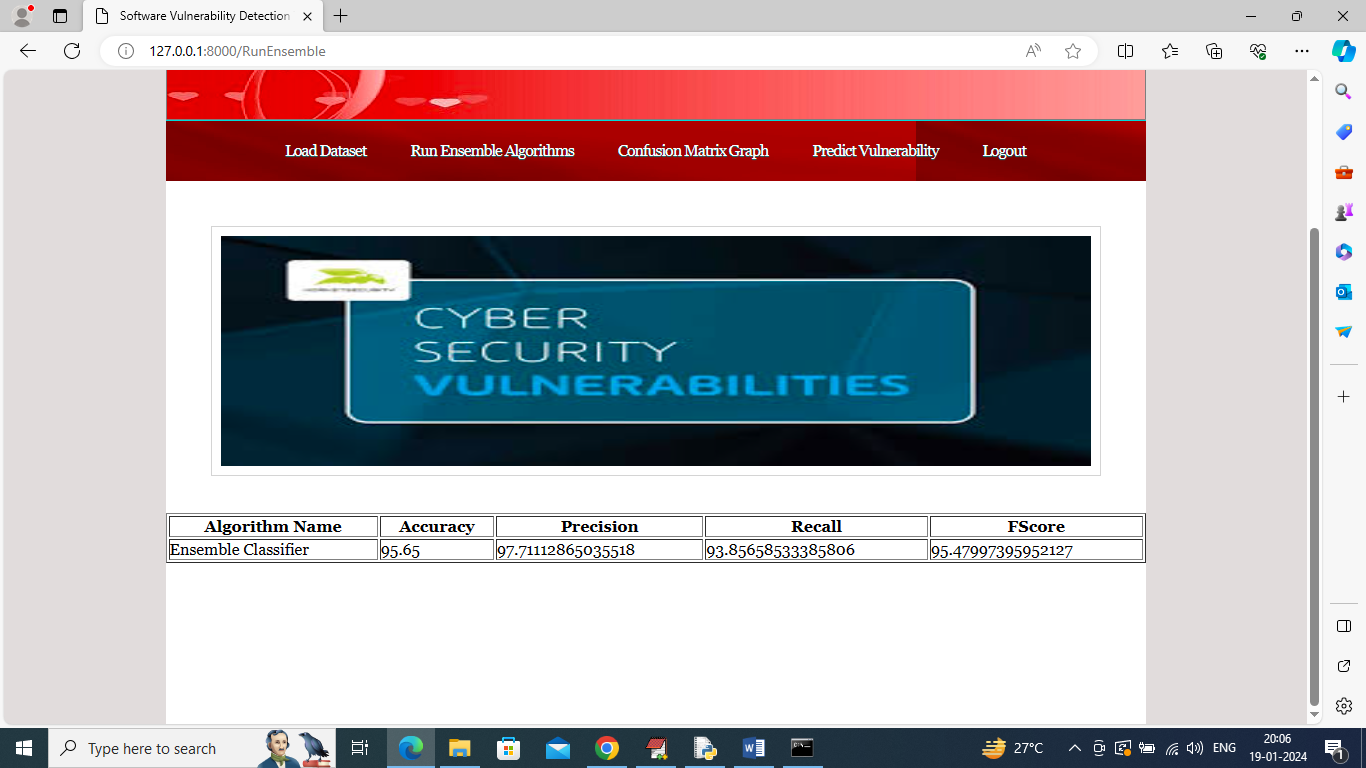 Software Vulnerability Detection
127.0.0.1:8000/RunEnsemble
Load Dataset Run Ensemble Algorithms Confusion Matrix Graph Predict Vulnerability Logout
CYBER
SECURITY
VULNERABILITIES
Algorithm Name Accuracy Precision Recall FScore
Ensemble Classifier 95.65 97.71112865035518 93.85658533385806 95.47997395952127
Type here to search 27°C ENG 20:06
19-01-2024 1